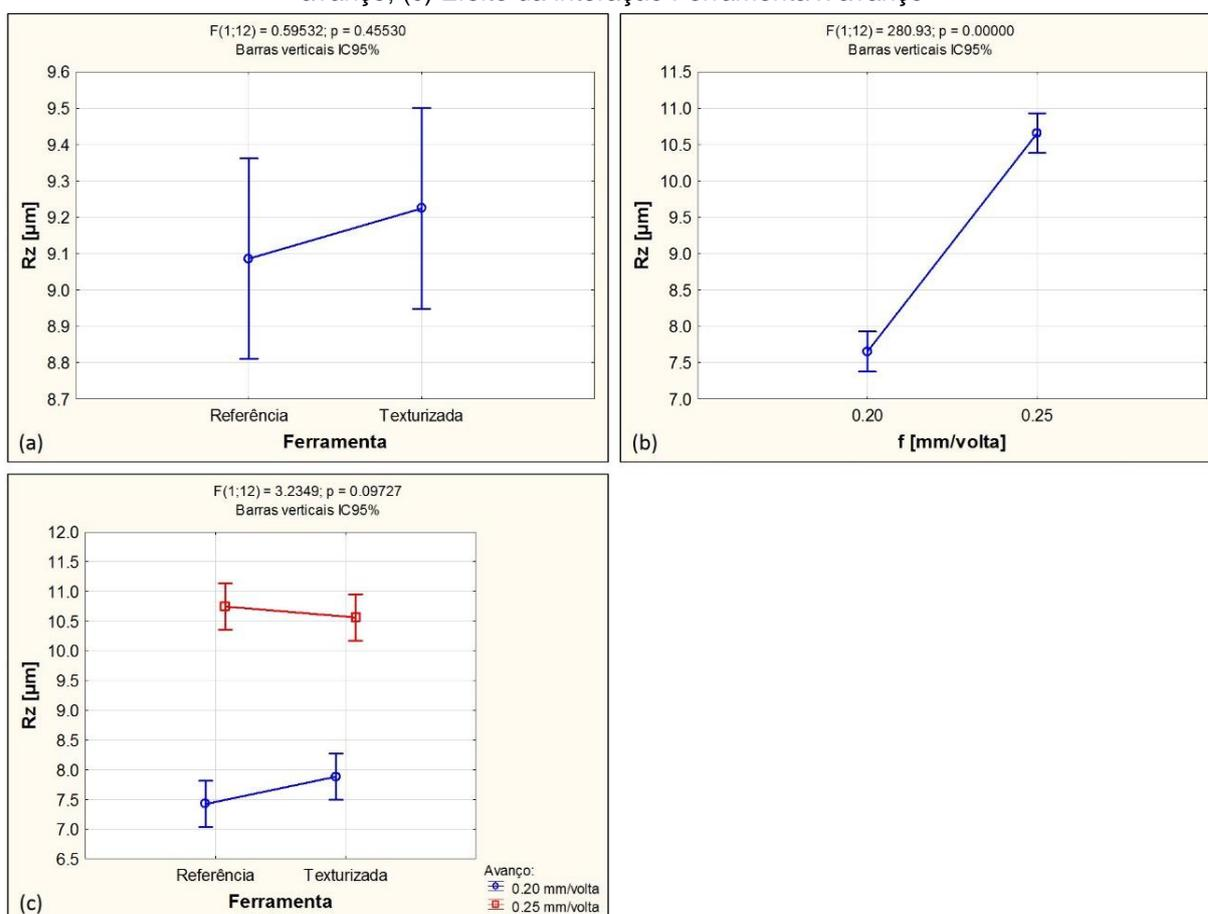 avanço; (c) Efeito da interação Ferramenta x avanço
F(1;12) = 0.59532; p = 0.45530
Barras verticais IC95%
9.6
9.5
9.4
9.3
9.2
9.1
9.0
8.9
8.8
8.7
Rz [µm]
Referência Texturizada
(a) Ferramenta
F(1;12) = 280.93; p = 0.00000
Barras verticais IC95%
11.5
11.0
10.5
10.0
9.5
9.0
8.5
8.0
7.5
7.0
Rz [µm]
0.20 0.25
(b) f [mm/volta]
F(1;12) = 3.2349; p = 0.09727
Barras verticais IC95%
12.0
11.5
11.0
10.5
10.0
9.5
9.0
8.5
8.0
7.5
7.0
6.5
Rz [µm]
Referência Texturizada
(c) Ferramenta
Avanço:
0.20 mm/volta
0.25 mm/volta